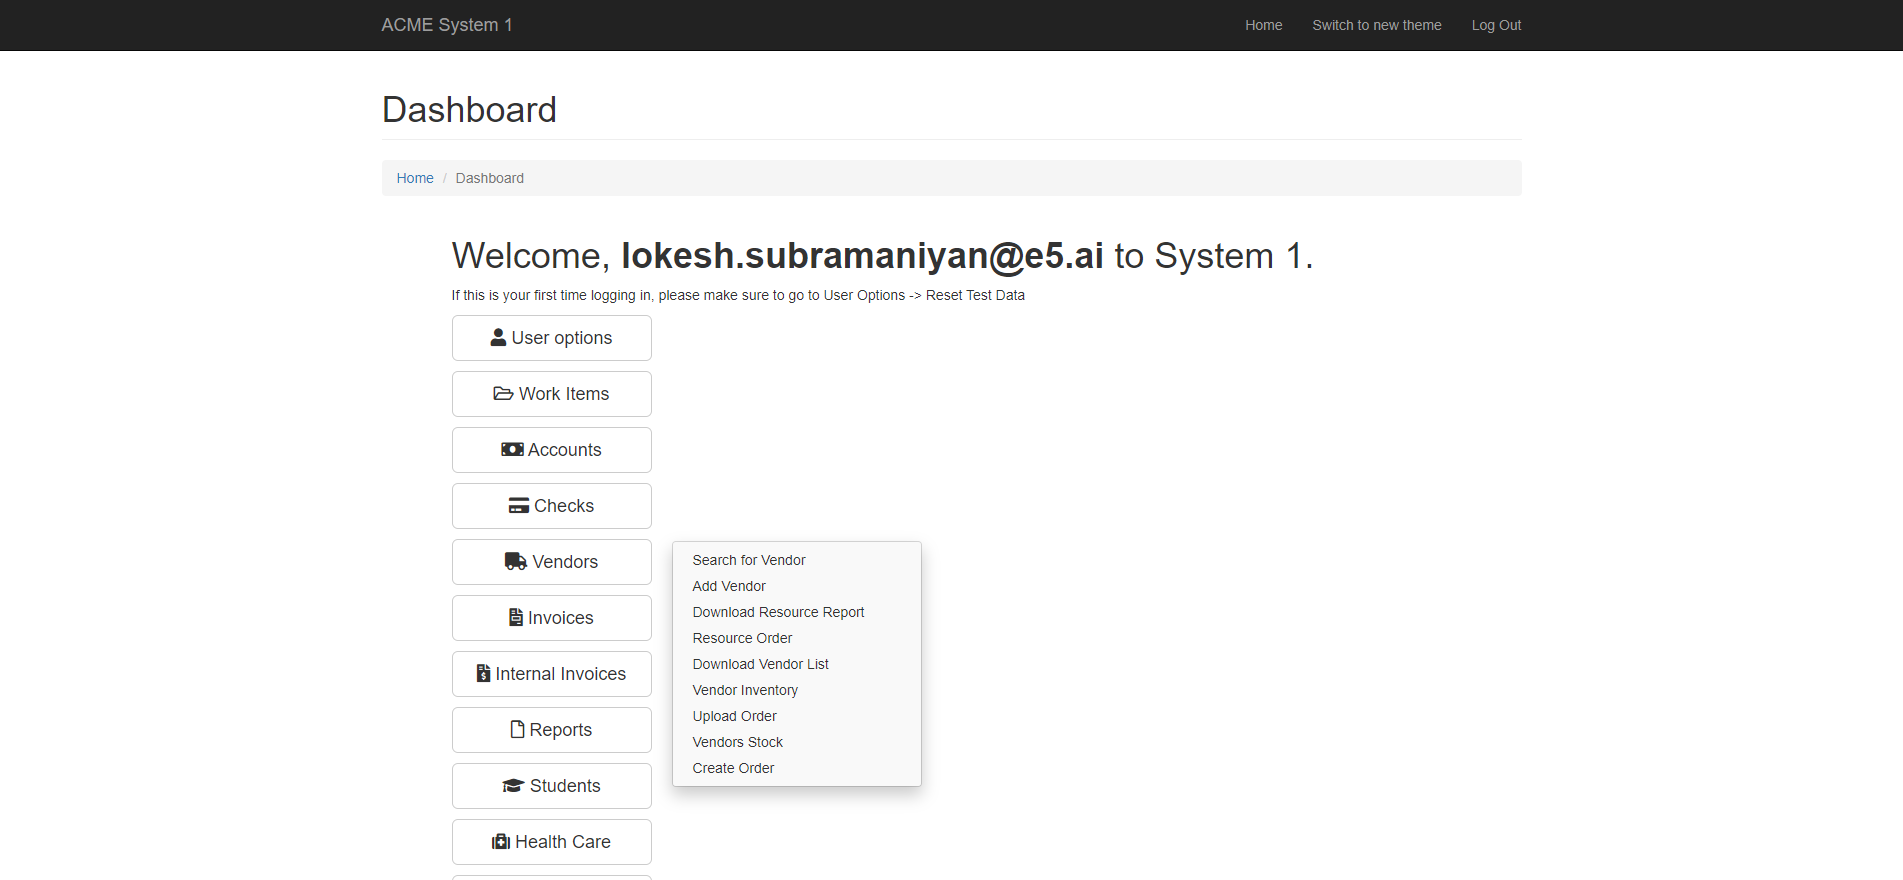 ACME System 1
Home
Switch to new theme
Log Out
Dashboard
Home / Dashboard
Welcome, lokesh.subramaniyan@e5.ai to System 1.
If this is your first time logging in, please make sure to go to User Options -> Reset Test Data
User options
Work Items
Accounts
Checks
Vendors
Search for Vendor
Add Vendor
Download Resource Report
Resource Order
Download Vendor List
Vendor Inventory
Upload Order
Vendors Stock
Create Order
Invoices
Internal Invoices
Reports
Students
Health Care